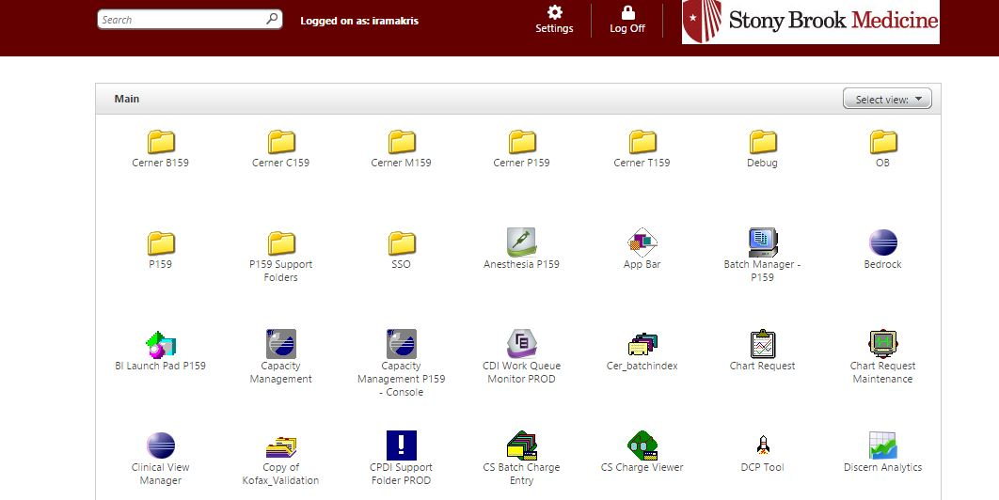 Search
Logged on as: iramakris
Settings
Log Off
Stony Brook Medicine
Main
Select view:
Cerner B159
Cerner C159
Cerner M159
Cerner P159
Cerner T159
Debug
OB
P159
P159 Support
Folders
SSO
Anesthesia P159
App Bar
Batch Manager -
P159
Bedrock
BI Launch Pad P159
Capacity
Management
Capacity
Management P159
- Console
CDI Work Queue
Monitor PROD
Cer_batchindex
Chart Request
Chart Request
Maintenance
Clinical View
Manager
Copy of
Kofax_Validation
CPDI Support
Folder PROD
CS Batch Charge
Entry
CS Charge Viewer
DCP Tool
Discern Analytics